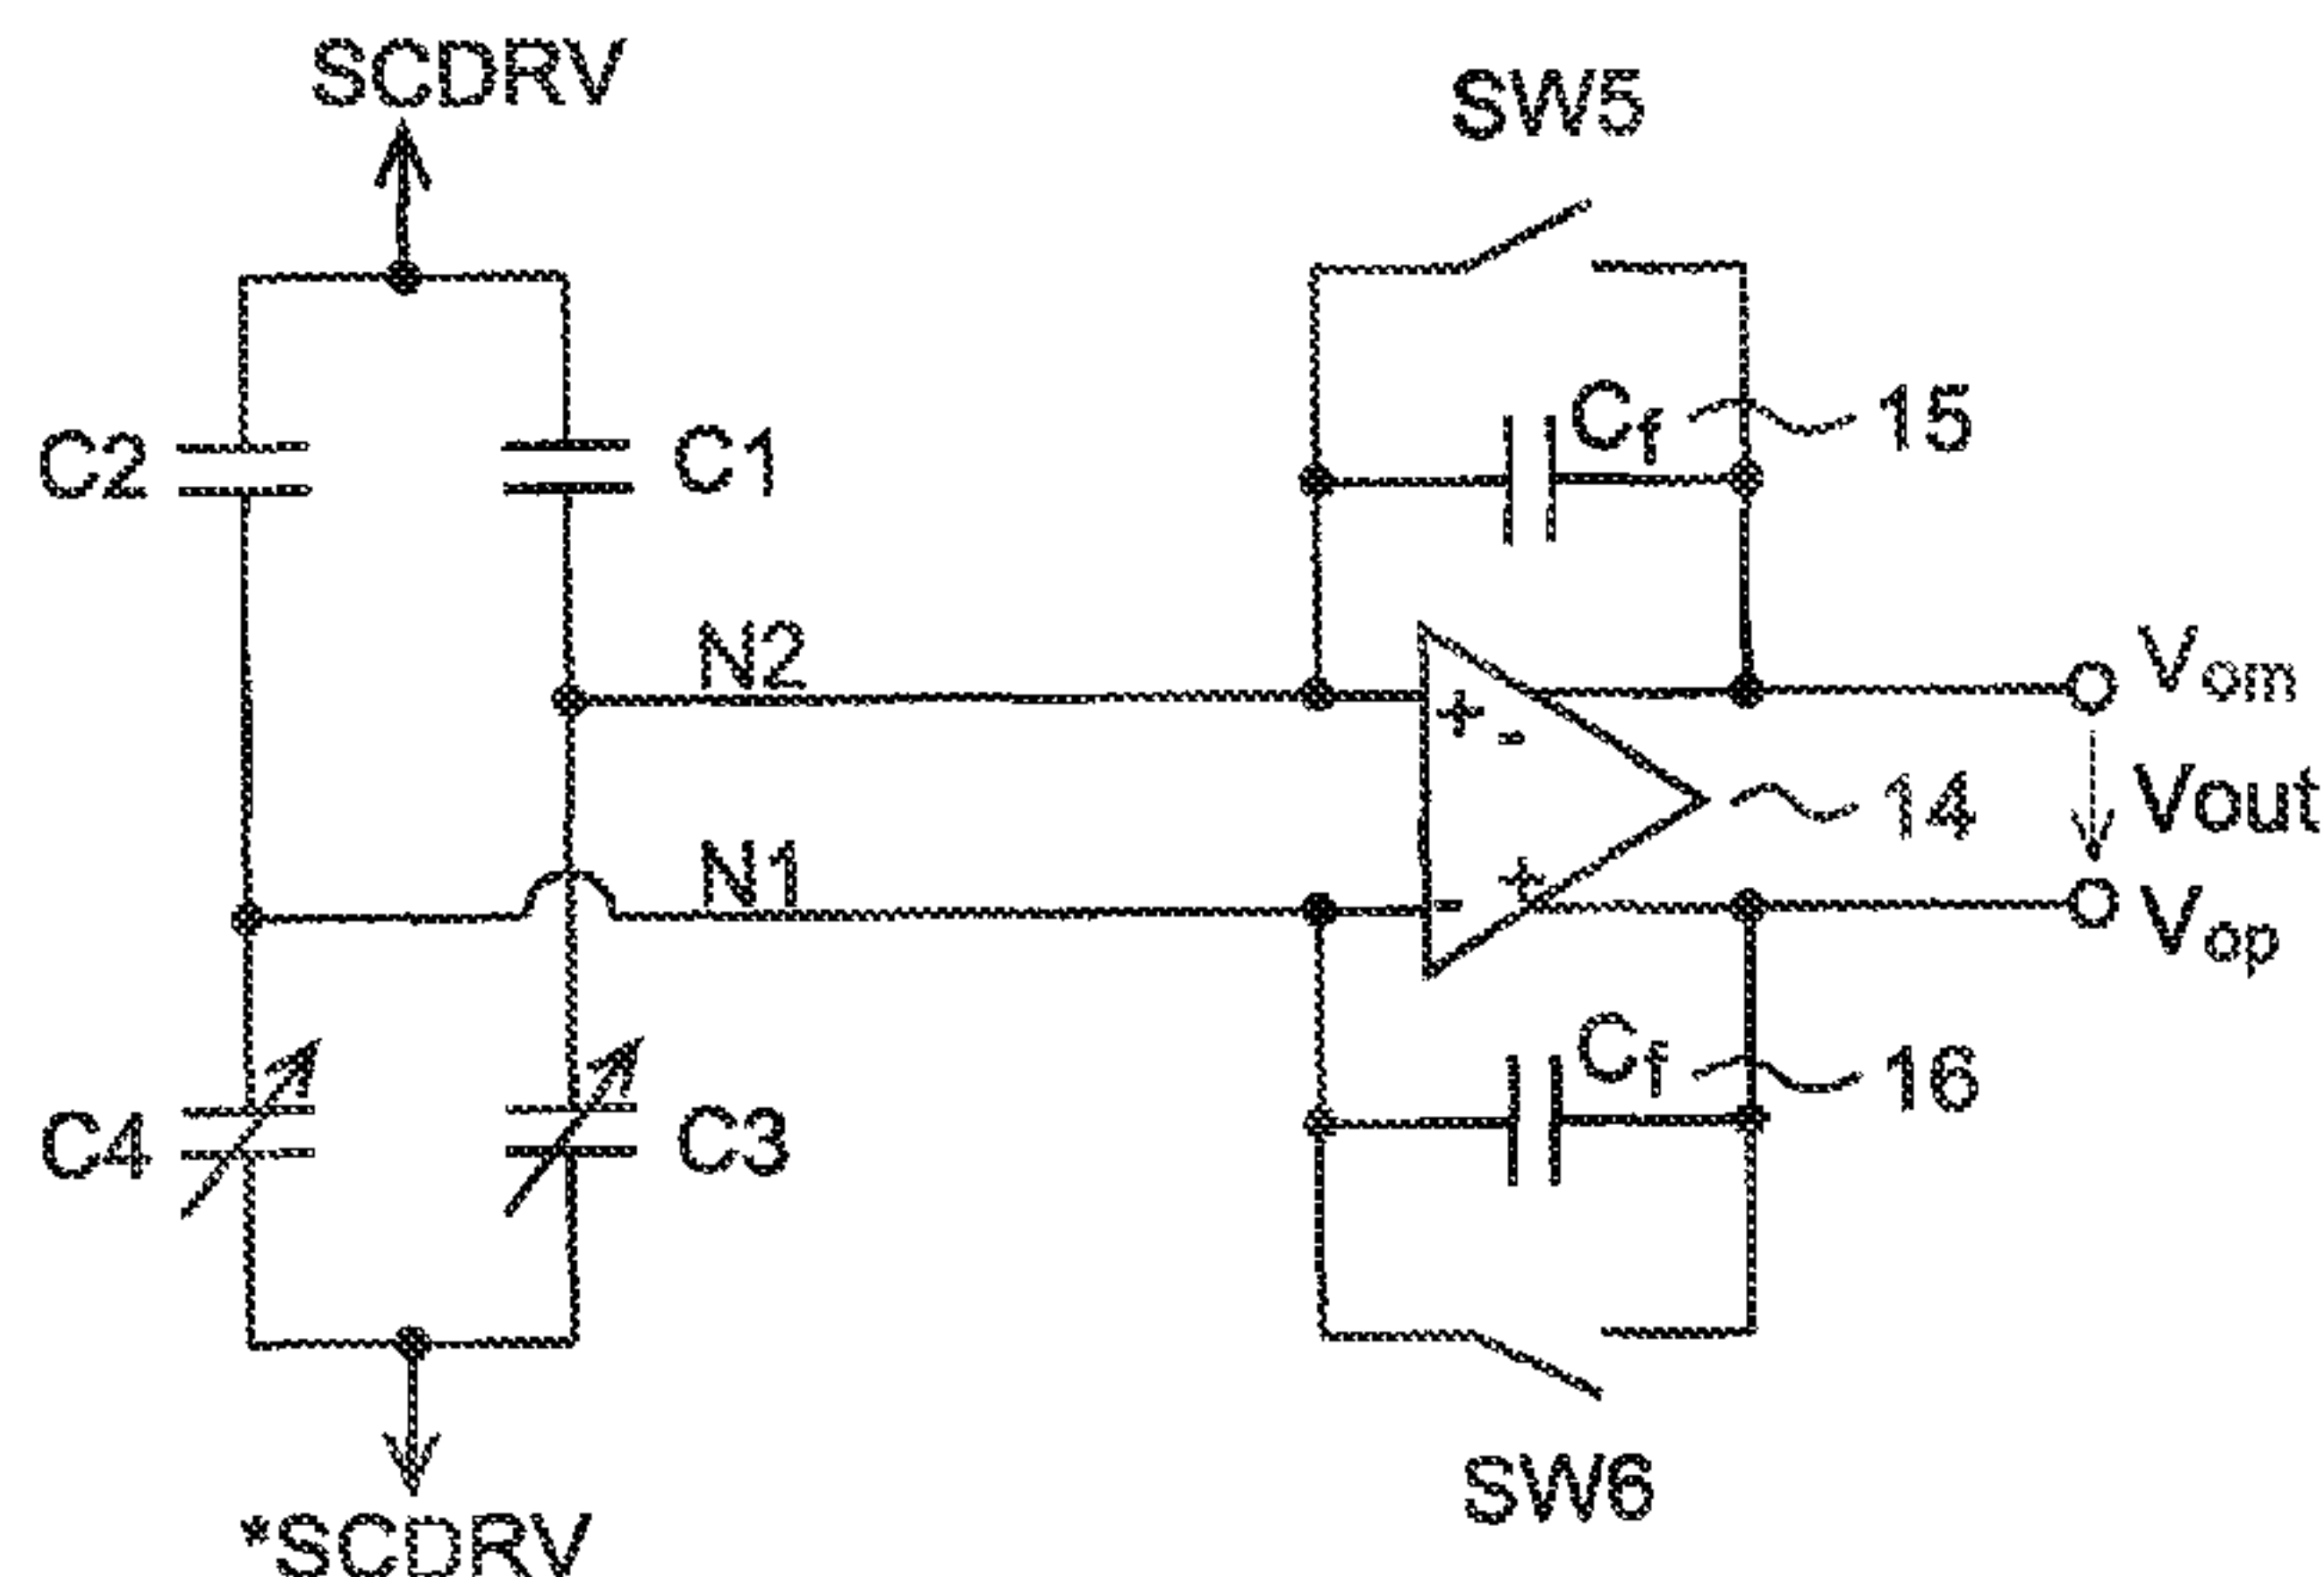 SCDRV
SW5
C2
C1
Cf
15
N2
+
-
Vom
14
Vout
N1
-
+
Vop
C4
C3
Cf
16
SW6
*SCDRV